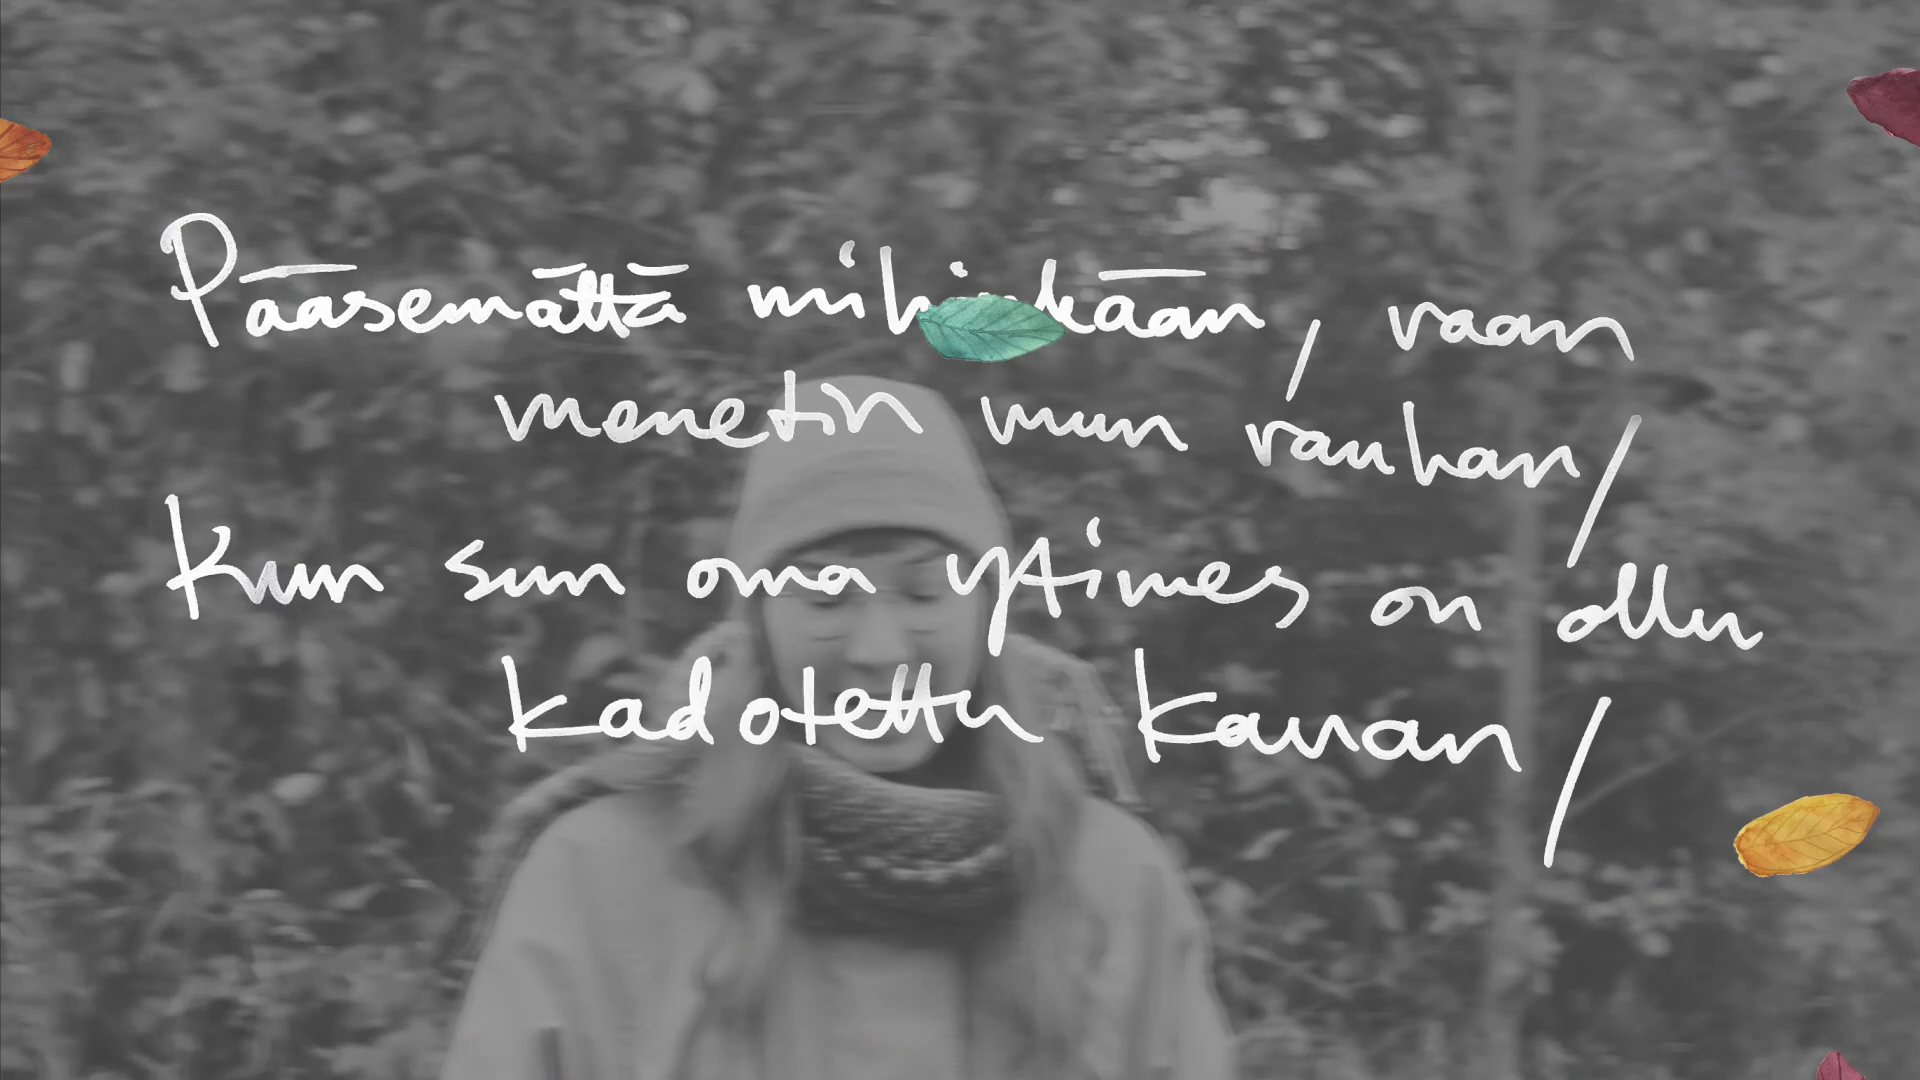 Pääsemättä mihinkään, vaan
menetin mun rauhan/
Kun sun oma ytimes on ollu
kadotettu kauan/